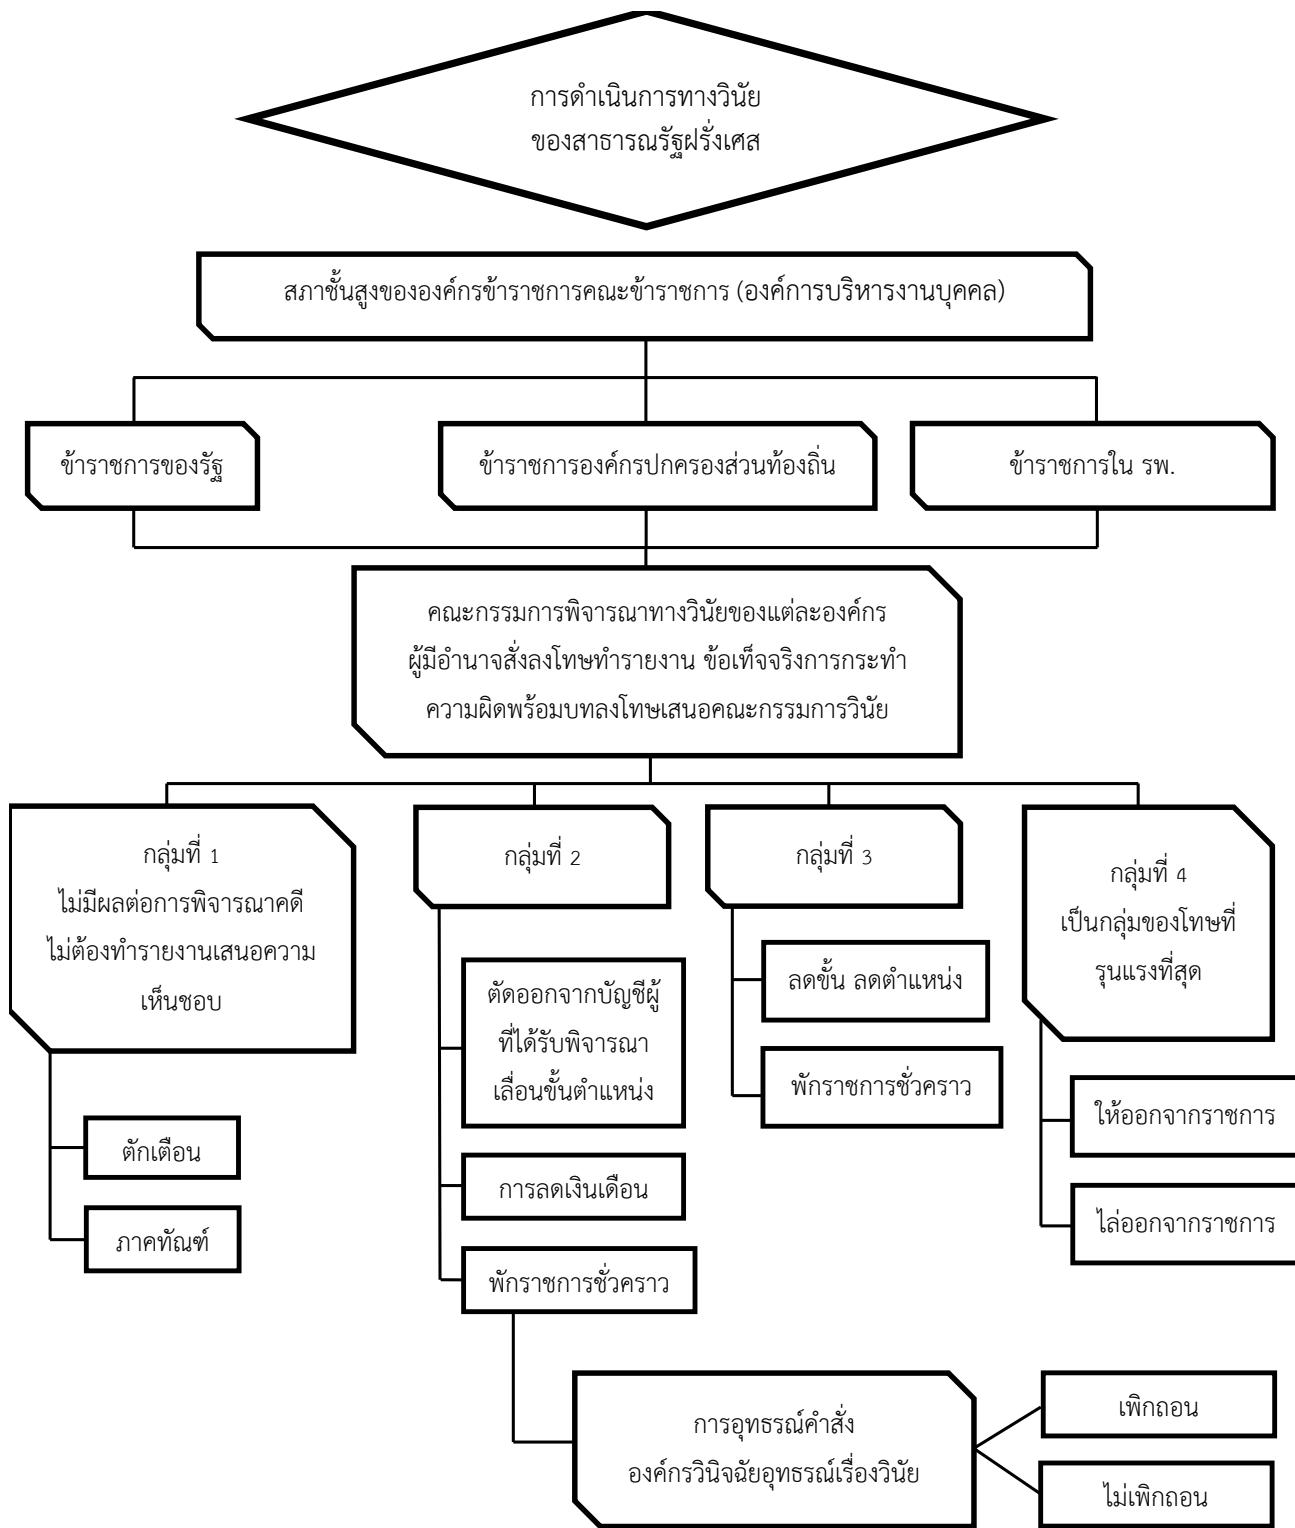 การดำเนินการทางวินัย
ของสาธารณรัฐฝรั่งเศส
สภาชั้นสูงขององค์กรข้าราชการคณะข้าราชการ (องค์การบริหารงานบุคคล)
ข้าราชการของรัฐ
ข้าราชการองค์กรปกครองส่วนท้องถิ่น
ข้าราชการใน รพ.
คณะกรรมการพิจารณาทางวินัยของแต่ละองค์กร
ผู้มีอำนาจสั่งลงโทษทำรายงาน ข้อเท็จจริงการกระทำ
ความผิดพร้อมบทลงโทษเสนอคณะกรรมการวินัย
กลุ่มที่ 1
ไม่มีผลต่อการพิจารณาคดี
ไม่ต้องทำรายงานเสนอความ
เห็นชอบ
ตักเตือน
ภาคทัณฑ์
กลุ่มที่ 2
ตัดออกจากบัญชีผู้
ที่ได้รับพิจารณา
เลื่อนขั้นตำแหน่ง
การลดเงินเดือน
พักราชการชั่วคราว
กลุ่มที่ 3
ลดขั้น ลดตำแหน่ง
พักราชการชั่วคราว
กลุ่มที่ 4
เป็นกลุ่มของโทษที่
รุนแรงที่สุด
ให้ออกจากราชการ
ไล่ออกจากราชการ
การอุทธรณ์คำสั่ง
องค์กรวินิจฉัยอุทธรณ์เรื่องวินัย
เพิกถอน
ไม่เพิกถอน